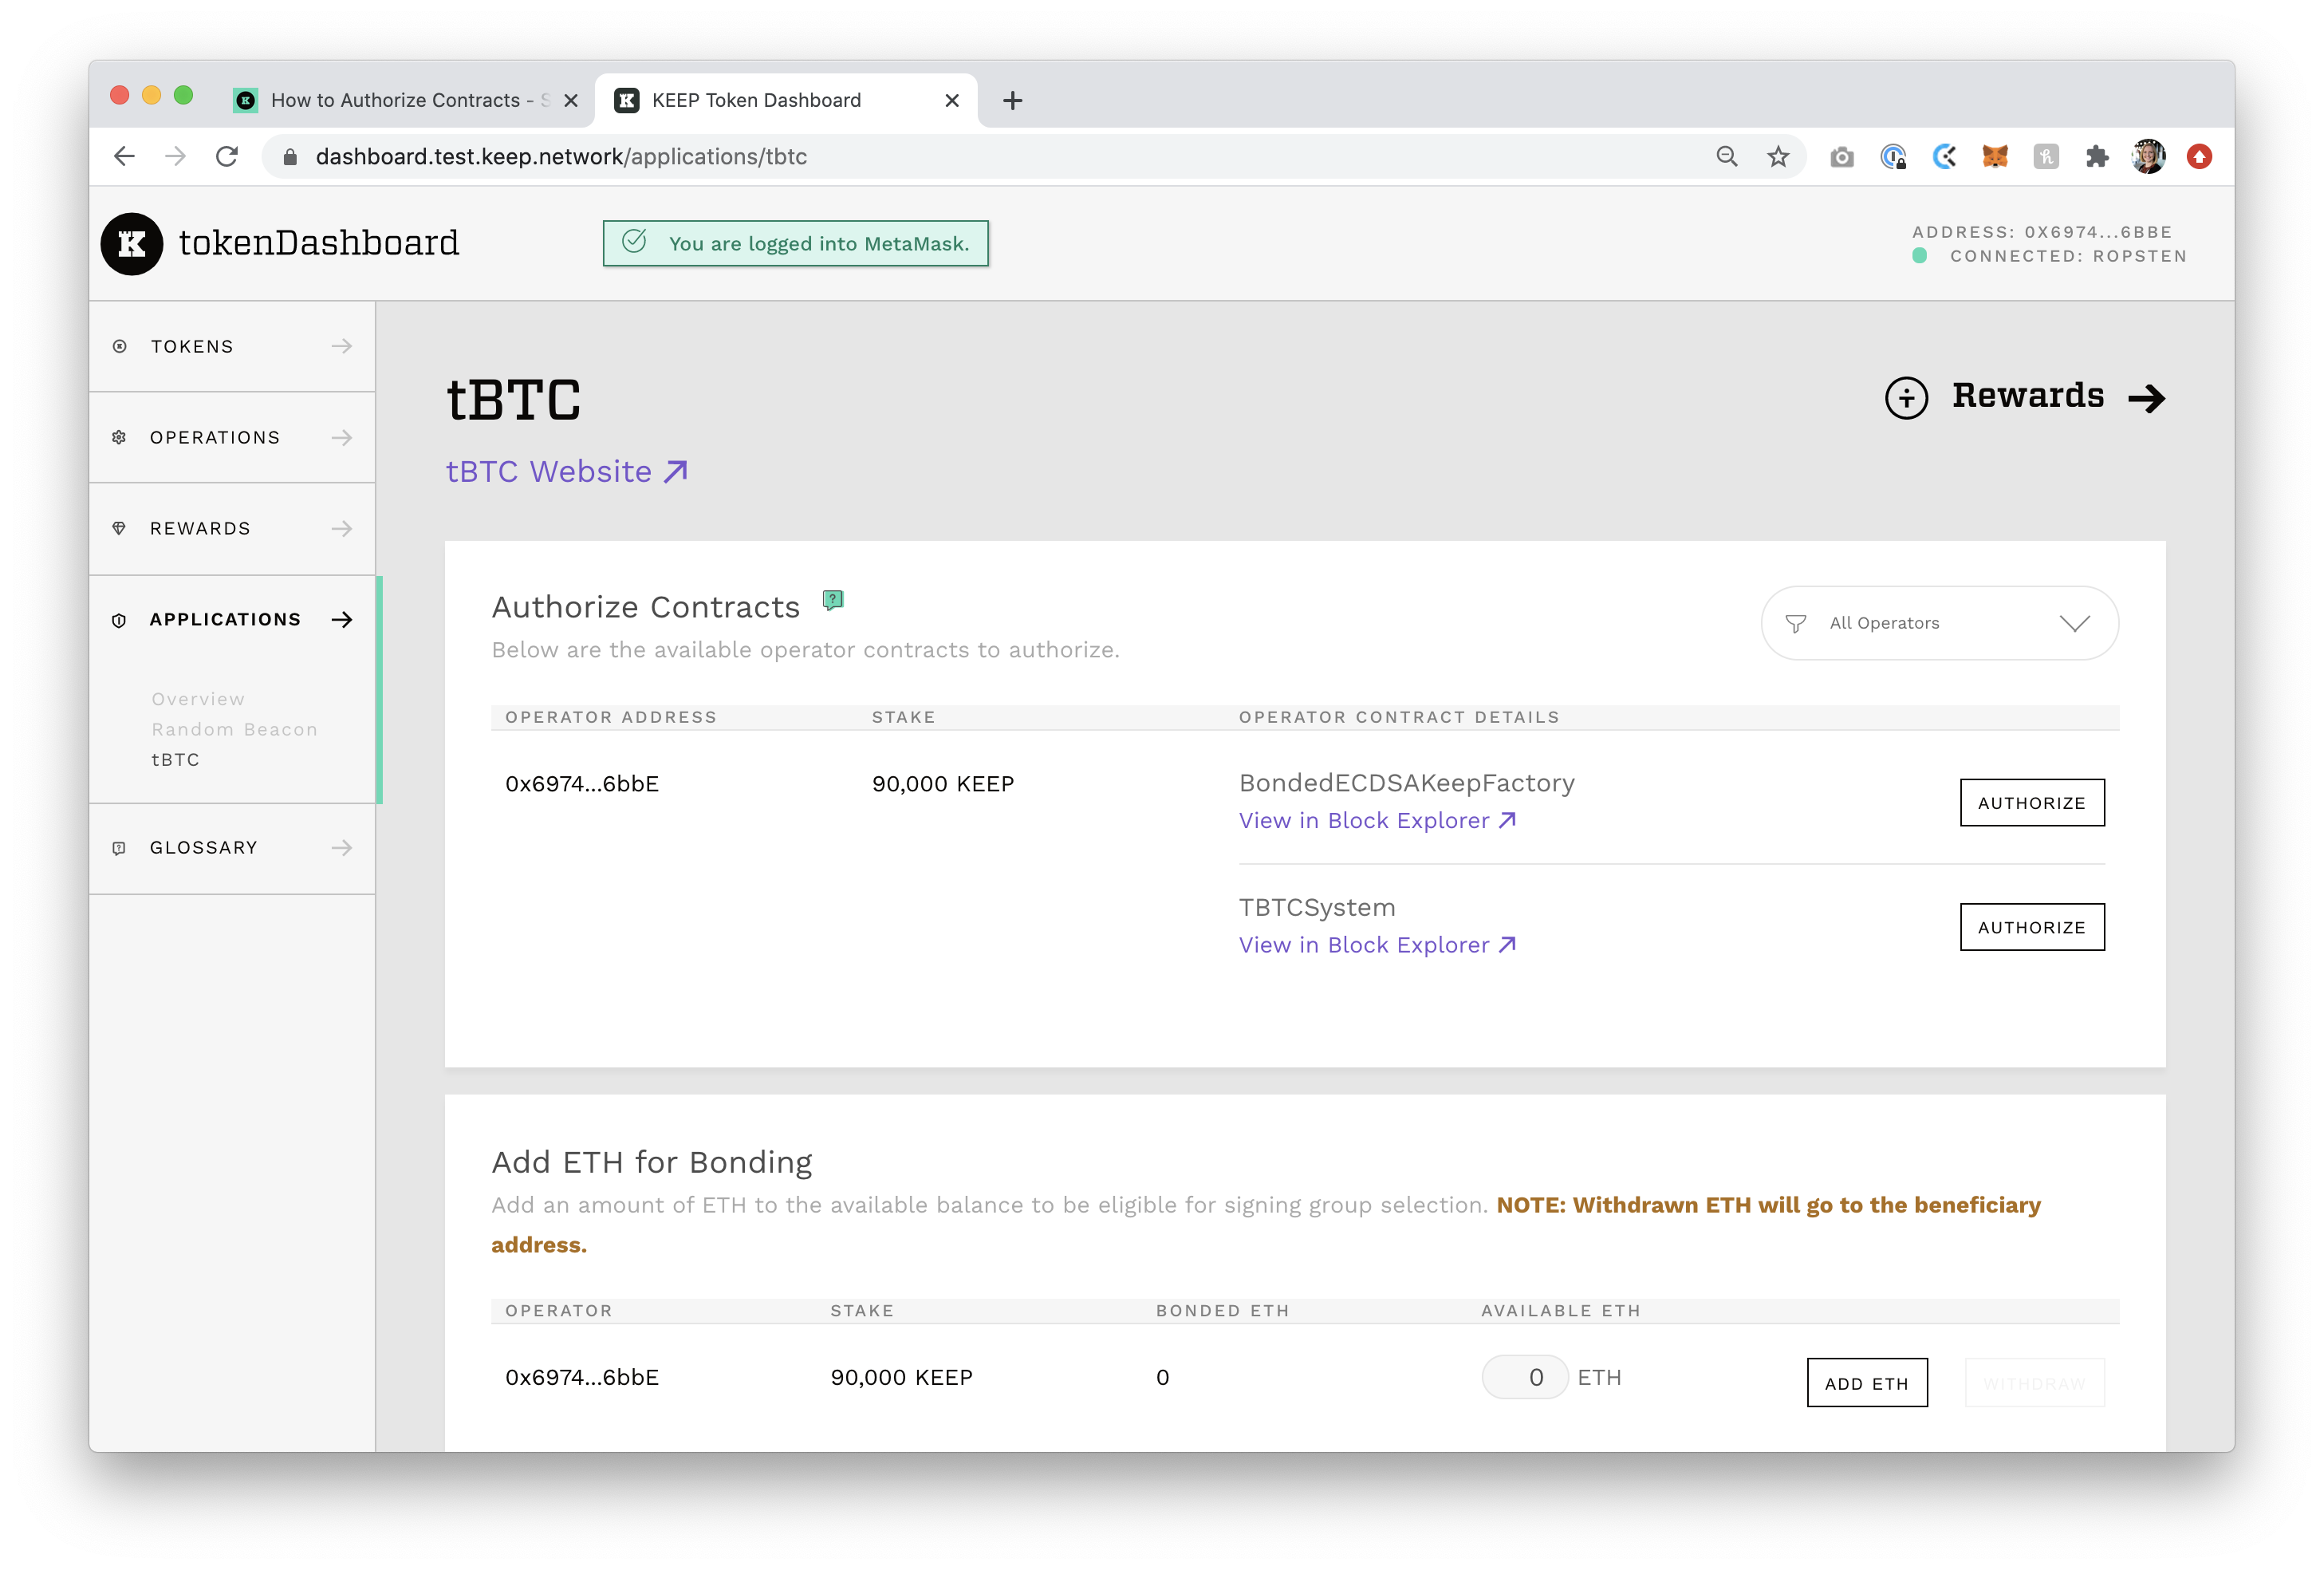 How to Authorize Contracts - S
KEEP Token Dashboard
dashboard.test.keep.network/applications/tbtc
K tokenDashboard
You are logged into MetaMask.
ADDRESS: 0X6974...6BBE
CONNECTED: ROPSTEN
TOKENS
OPERATIONS
REWARDS
APPLICATIONS
Overview
Random Beacon
tBTC
GLOSSARY
tBTC
Rewards
tBTC Website
Authorize Contracts
Below are the available operator contracts to authorize.
All Operators
OPERATOR ADDRESS STAKE OPERATOR CONTRACT DETAILS
0x6974...6bbE 90,000 KEEP BondedECDSAKeepFactory
View in Block Explorer
AUTHORIZE
TBTCSystem
View in Block Explorer
AUTHORIZE
Add ETH for Bonding
Add an amount of ETH to the available balance to be eligible for signing group selection. NOTE: Withdrawn ETH will go to the beneficiary
address.
OPERATOR STAKE BONDED ETH AVAILABLE ETH
0x6974...6bbE 90,000 KEEP 0 0 ETH ADD ETH WITHDRAW